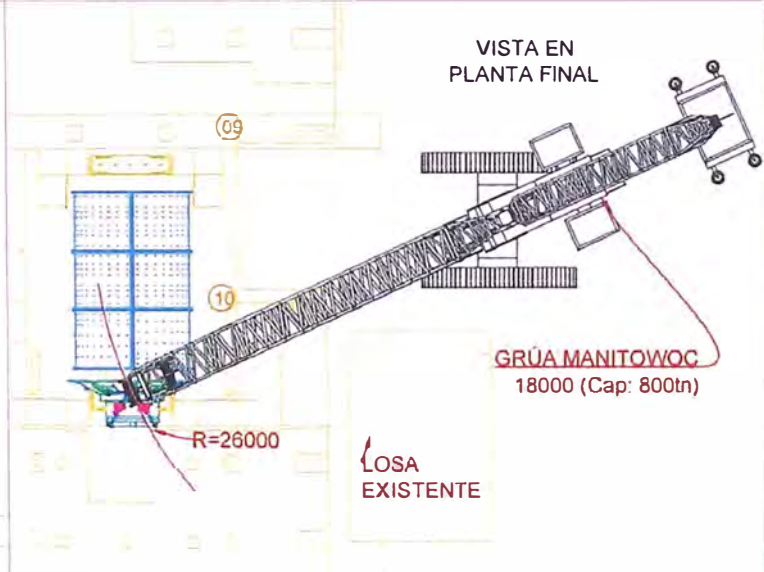 VISTA EN
PLANTA FINAL
09
10
GRÚA MANITOWOC
18000 (Cap: 800tn)
R=26000
LOSA
EXISTENTE